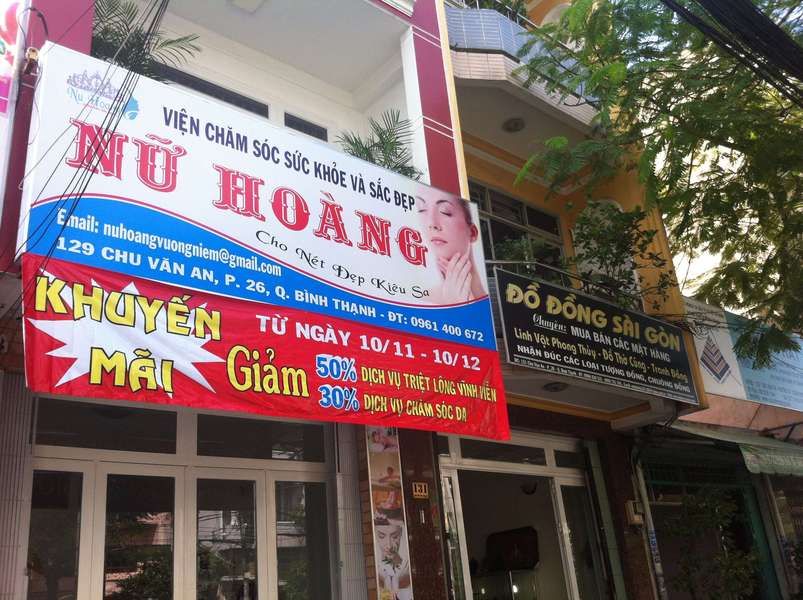 Nu Hoang
VIỆN CHĂM SÓC SỨC KHỎE VÀ SẮC ĐẸP
NỮ HOÀNG
Cho Nét Đẹp Kiêu Sa
Email: nuhoangvuongniem@gmail.com
129 CHU VĂN AN, P. 26, Q. BÌNH THẠNH - ĐT: 0961 400 672
KHUYẾN
MÃI
TỪ NGÀY 10/11 - 10/12
Giảm
50% DỊCH VỤ TRIỆT LÔNG VĨNH VIỄN
30% DỊCH VỤ CHĂM SÓC DA
ĐỒ ĐỒNG SÀI GÒN
Chuyên: MUA BÁN CÁC MẶT HÀNG
Linh Vật Phong Thủy - Đồ Thờ Cúng - Tranh Đồng
NHẬN ĐÚC CÁC LOẠI TƯỢNG ĐỒNG, CHUÔNG ĐỒNG
131